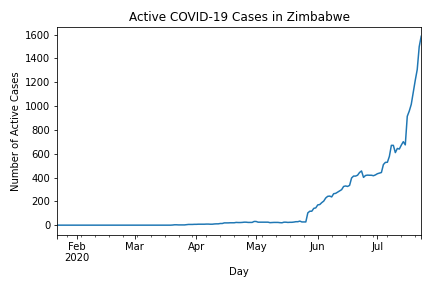 Active COVID-19 Cases in Zimbabwe
Number of Active Cases
1600
1400
1200
1000
800
600
400
200
0
Feb Mar Apr May Jun Jul
2020
Day